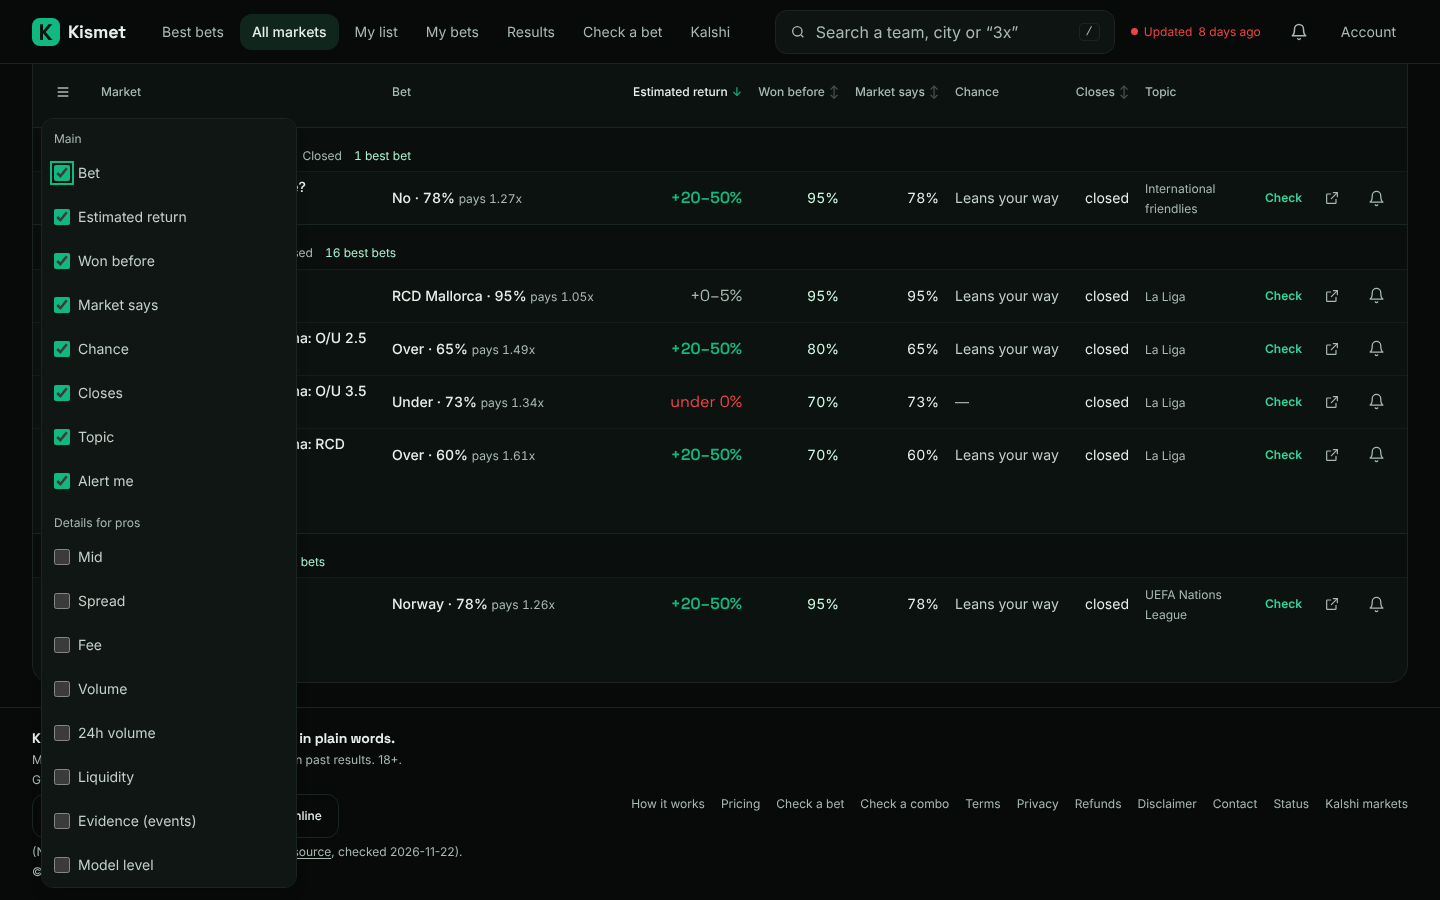 Kismet
Best bets
All markets
My list
My bets
Results
Check a bet
Kalshi
Search a team, city or “3x”
/
Updated 8 days ago
Account
Market
Bet
Estimated return ↓
Won before
Market says
Chance
Closes
Topic
Main
Bet
Estimated return
Won before
Market says
Chance
Closes
Topic
Alert me
Details for pros
Mid
Spread
Fee
Volume
24h volume
Liquidity
Evidence (events)
Model level
Closed 1 best bet
?
No · 78% pays 1.27x +20–50% 95% 78% Leans your way closed International friendlies Check
16 best bets
RCD Mallorca · 95% pays 1.05x +0–5% 95% 95% Leans your way closed La Liga Check
O/U 2.5
Over · 65% pays 1.49x +20–50% 80% 65% Leans your way closed La Liga Check
O/U 3.5
Under · 73% pays 1.34x under 0% 70% 73% — closed La Liga Check
RCD
Over · 60% pays 1.61x +20–50% 70% 60% Leans your way closed La Liga Check
bets
Norway · 78% pays 1.26x +20–50% 95% 78% Leans your way closed UEFA Nations League Check
in plain words.
past results. 18+.
How it works
Pricing
Check a bet
Check a combo
Terms
Privacy
Refunds
Disclaimer
Contact
Status
Kalshi markets
source, checked 2026-11-22).
©